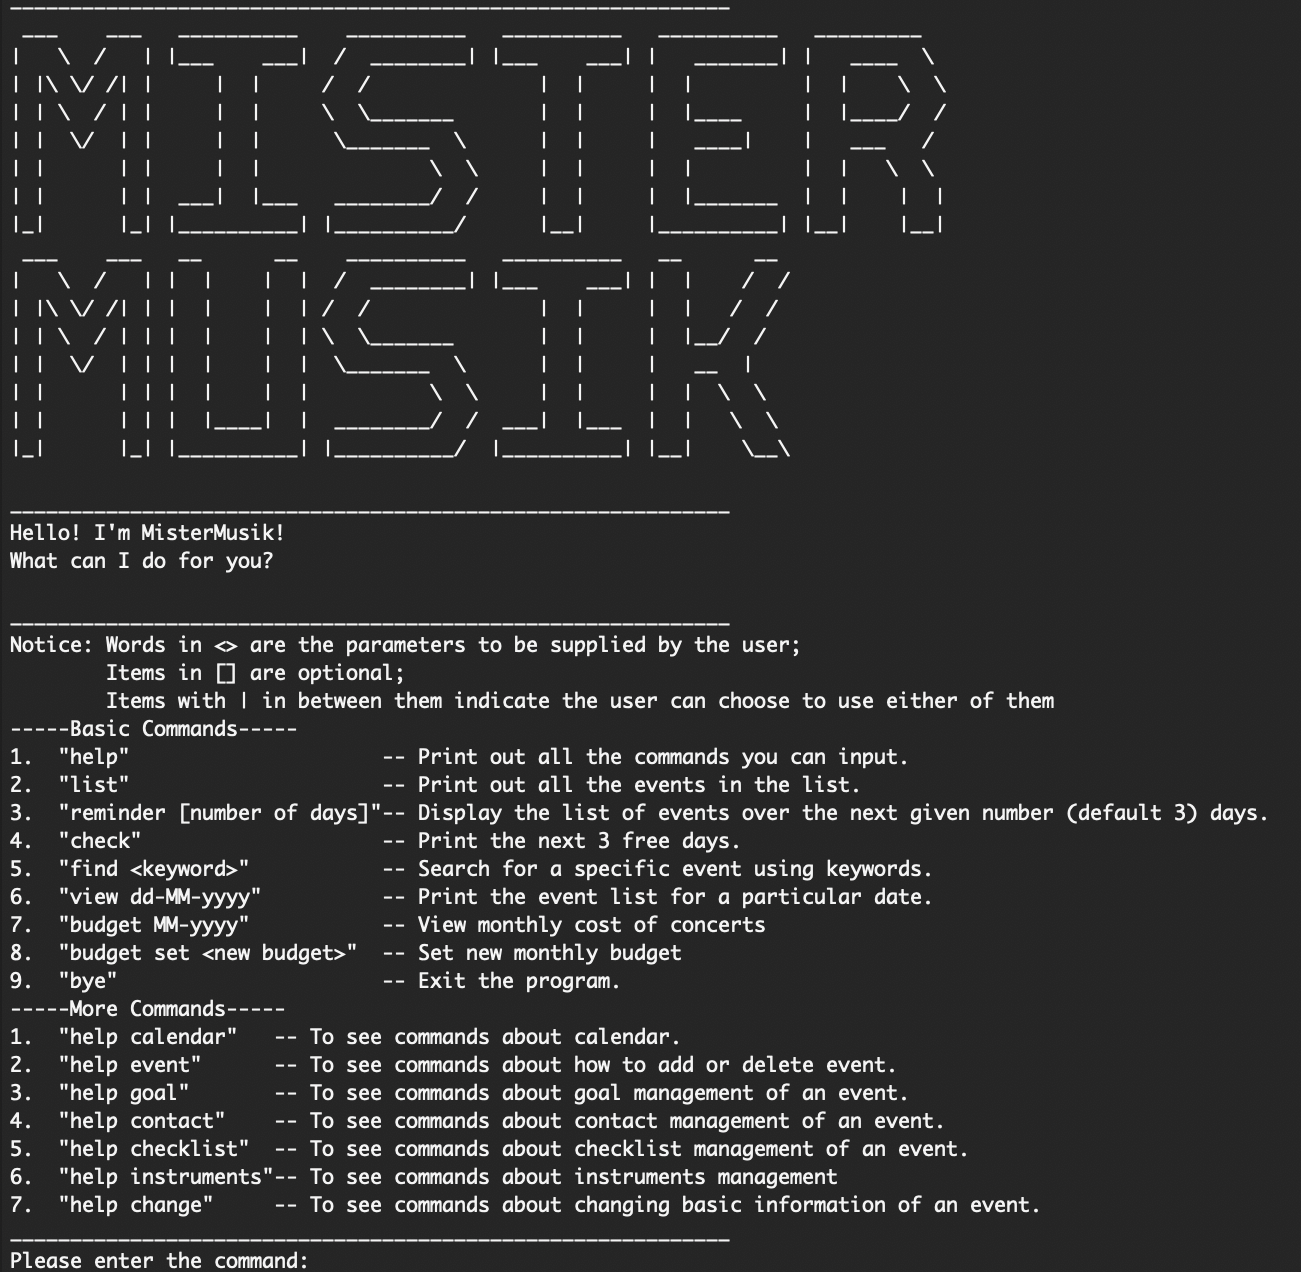 MISTER
MUSIK
Hello! I'm MisterMusik!
What can I do for you?
Notice: Words in <> are the parameters to be supplied by the user;
Items in [] are optional;
Items with | in between them indicate the user can choose to use either of them
-----Basic Commands-----
1.  "help"                     -- Print out all the commands you can input.
2.  "list"                     -- Print out all the events in the list.
3.  "reminder [number of days]"-- Display the list of events over the next given number (default 3) days.
4.  "check"                    -- Print the next 3 free days.
5.  "find <keyword>"           -- Search for a specific event using keywords.
6.  "view dd-MM-yyyy"          -- Print the event list for a particular date.
7.  "budget MM-yyyy"           -- View monthly cost of concerts
8.  "budget set <new budget>"  -- Set new monthly budget
9.  "bye"                      -- Exit the program.
-----More Commands-----
1.  "help calendar"   -- To see commands about calendar.
2.  "help event"      -- To see commands about how to add or delete event.
3.  "help goal"       -- To see commands about goal management of an event.
4.  "help contact"    -- To see commands about contact management of an event.
5.  "help checklist"  -- To see commands about checklist management of an event.
6.  "help instruments"-- To see commands about instruments management
7.  "help change"     -- To see commands about changing basic information of an event.
Please enter the command: